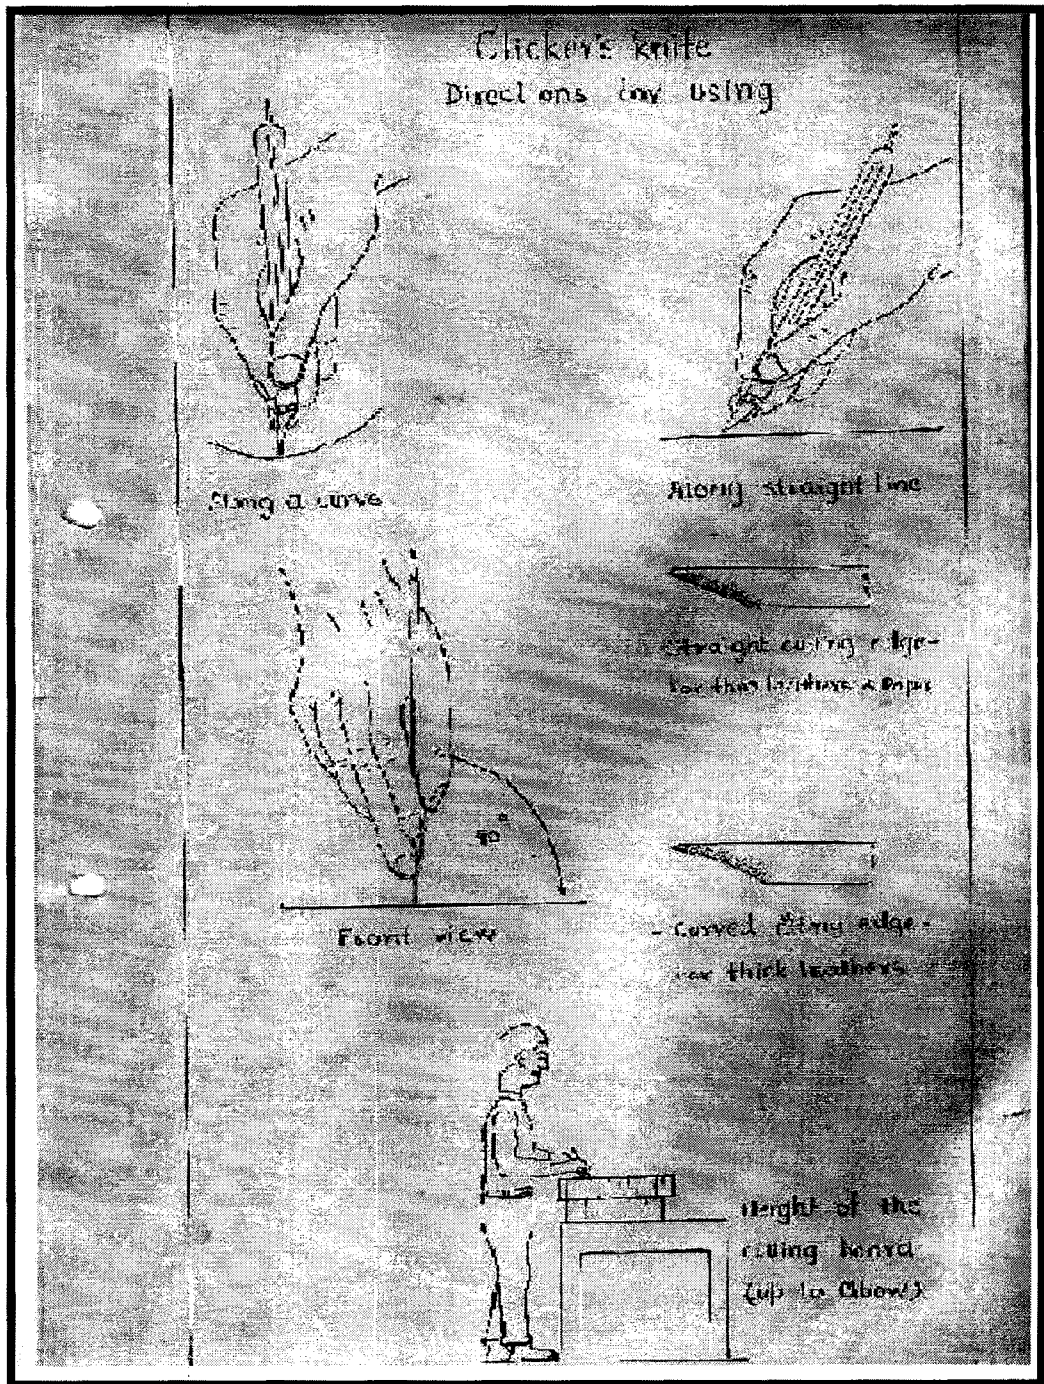 Clicker's knife
Directions for using
Along a curve
Along straight line
Straight cutting edge-
for thin leathers & paper
90°
Front view
- Curved cutting edge -
for thick leathers
Height of the
cutting board
(up to Elbow)